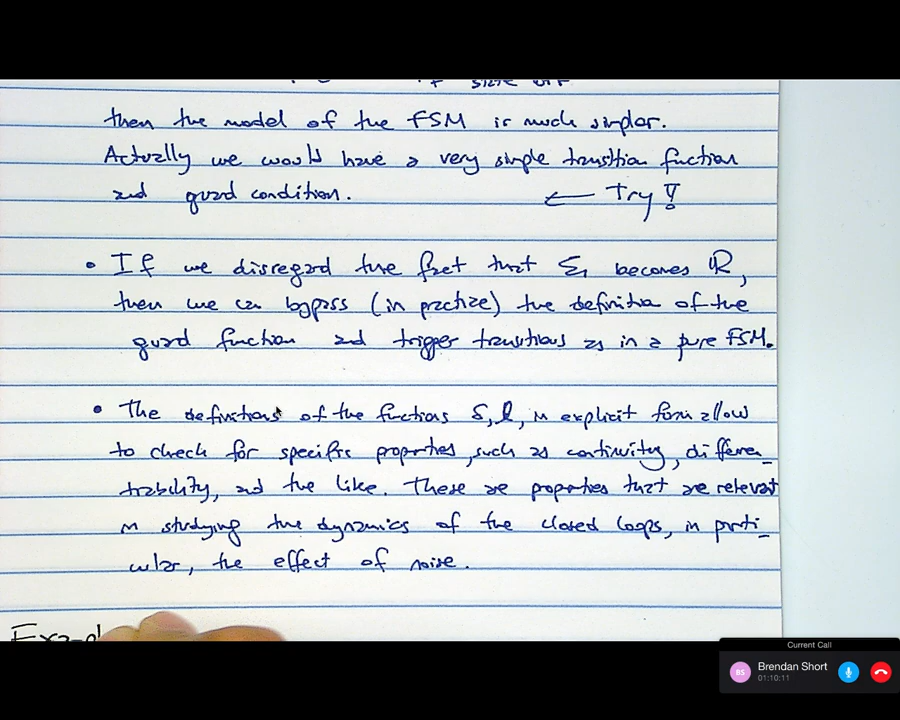 then the model of the FSM is much simpler.
Actually we would have a very simple transition function
and guard condition. ← Try!
• If we disregard the fact that Σ₁ becomes ℝ,
then we can bypass (in practice) the definition of the
guard function and trigger transitions as in a pure FSM.
• The definitions of the functions δ, l, in explicit form allow
to check for specific properties, such as continuity, differen-
tiability, and the like. These are properties that are relevant
in studying the dynamics of the closed loops, in parti-
cular, the effect of noise.
Current Call
BS
Brendan Short
01:10:11